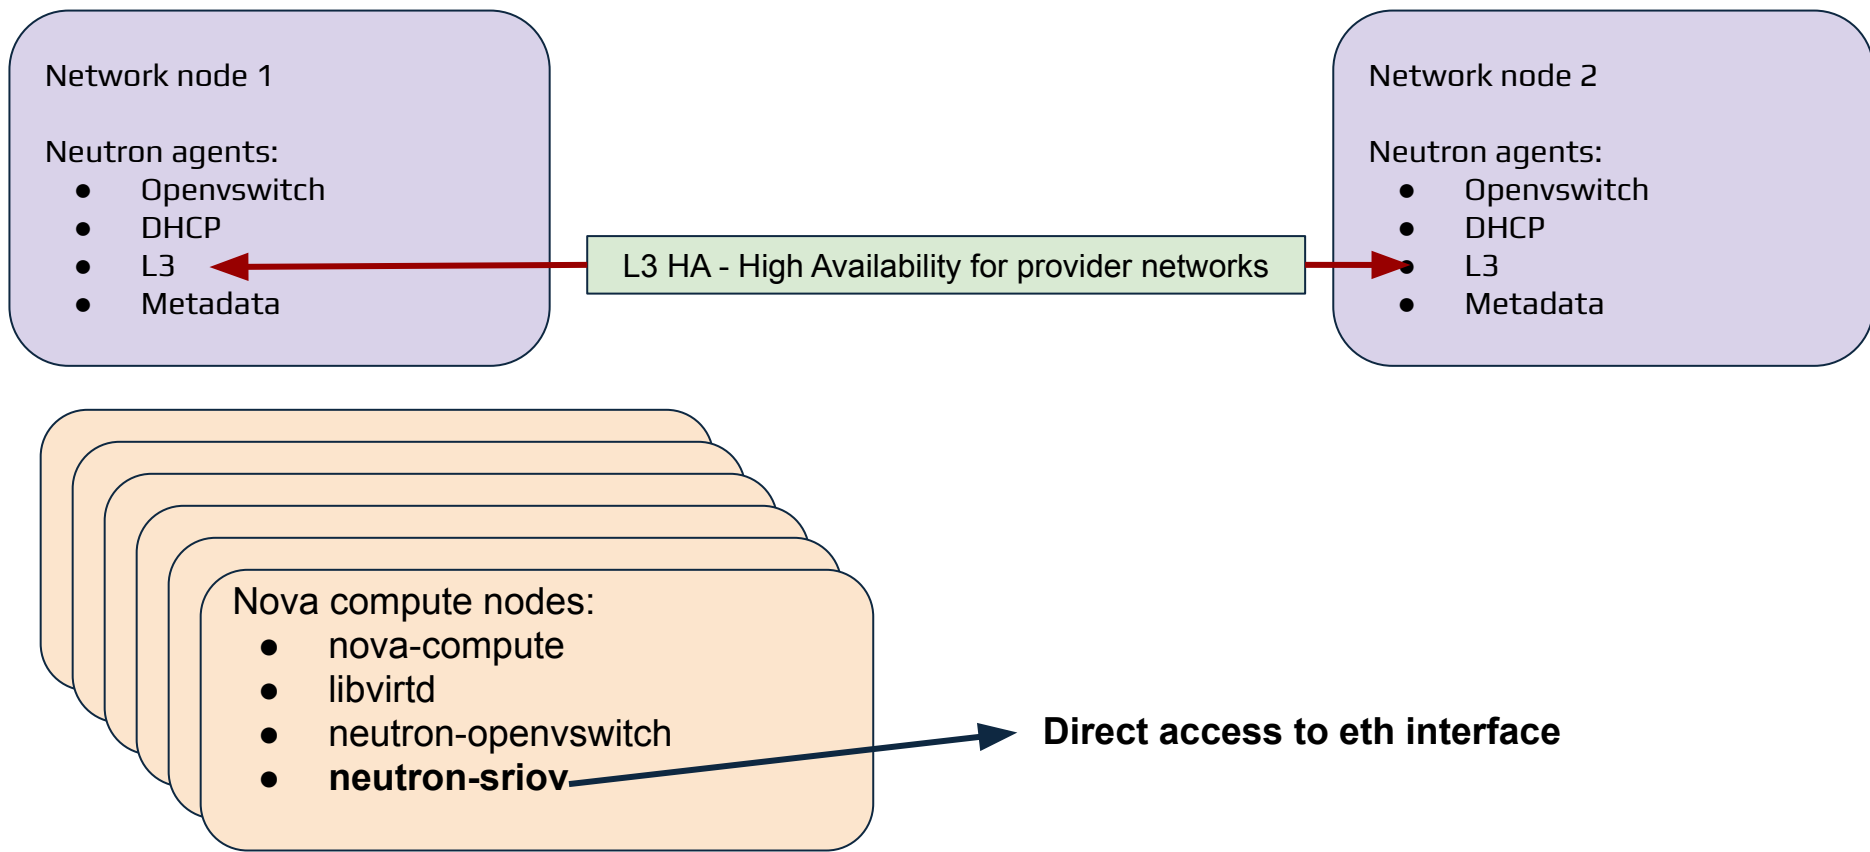 Network node 1
Neutron agents:
● Openvswitch
● DHCP
● L3
● Metadata
L3 HA - High Availability for provider networks
Network node 2
Neutron agents:
● Openvswitch
● DHCP
● L3
● Metadata
Nova compute nodes:
● nova-compute
● libvirtd
● neutron-openvswitch
● neutron-sriov
Direct access to eth interface